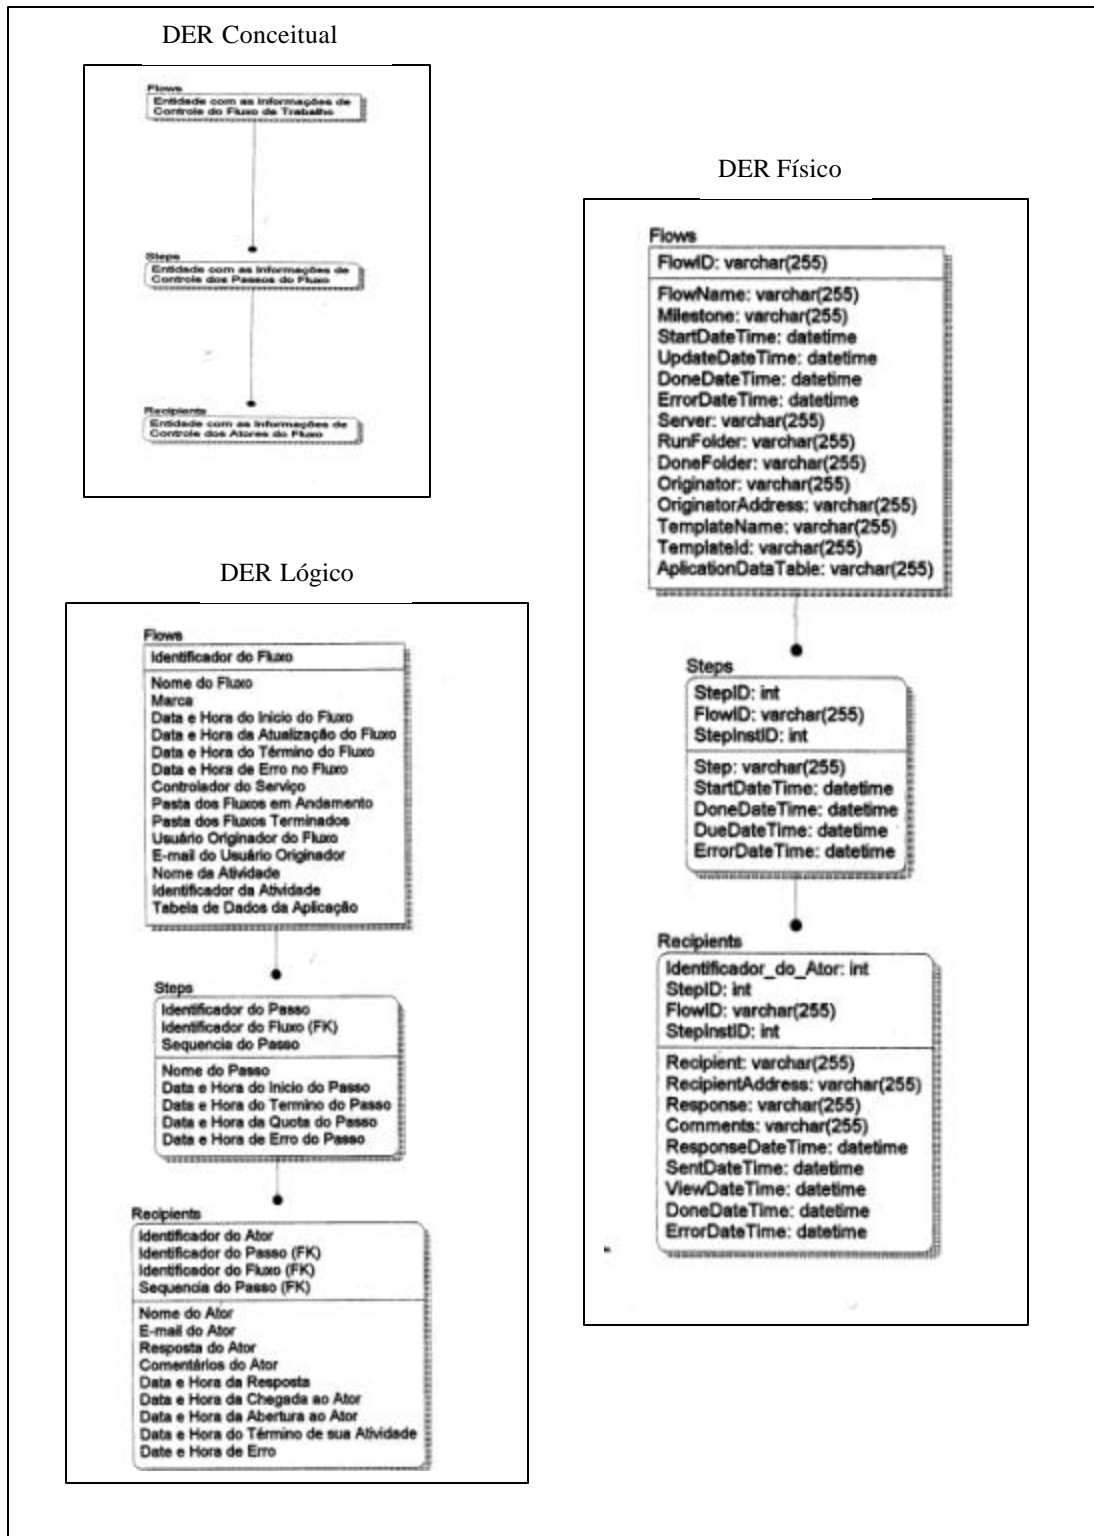 DER Conceitual
Flows
Entidade com as Informações de
Controle do Fluxo de Trabalho
Steps
Entidade com as Informações de
Controle dos Passos do Fluxo
Recipients
Entidade com as Informações de
Controle dos Atores do Fluxo
DER Lógico
Flows
Identificador do Fluxo
Nome do Fluxo
Marca
Data e Hora do Inicio do Fluxo
Data e Hora da Atualização do Fluxo
Data e Hora do Término do Fluxo
Data e Hora de Erro no Fluxo
Controlador do Serviço
Pasta dos Fluxos em Andamento
Pasta dos Fluxos Terminados
Usuário Originador do Fluxo
E-mail do Usuário Originador
Nome da Atividade
Identificador da Atividade
Tabela de Dados da Aplicação
Steps
Identificador do Passo
Identificador do Fluxo (FK)
Sequencia do Passo
Nome do Passo
Data e Hora do Inicio do Passo
Data e Hora do Termino do Passo
Data e Hora da Quota do Passo
Data e Hora de Erro do Passo
Recipients
Identificador do Ator
Identificador do Passo (FK)
Identificador do Fluxo (FK)
Sequencia do Passo (FK)
Nome do Ator
E-mail do Ator
Resposta do Ator
Comentários do Ator
Data e Hora da Resposta
Data e Hora da Chegada ao Ator
Data e Hora da Abertura ao Ator
Data e Hora do Término de sua Atividade
Date e Hora de Erro
DER Físico
Flows
FlowID: varchar(255)
FlowName: varchar(255)
Milestone: varchar(255)
StartDateTime: datetime
UpdateDateTime: datetime
DoneDateTime: datetime
ErrorDateTime: datetime
Server: varchar(255)
RunFolder: varchar(255)
DoneFolder: varchar(255)
Originator: varchar(255)
OriginatorAddress: varchar(255)
TemplateName: varchar(255)
TemplateId: varchar(255)
AplicationDataTable: varchar(255)
Steps
StepID: int
FlowID: varchar(255)
StepInstID: int
Step: varchar(255)
StartDateTime: datetime
DoneDateTime: datetime
DueDateTime: datetime
ErrorDateTime: datetime
Recipients
Identificador_do_Ator: int
StepID: int
FlowID: varchar(255)
StepInstID: int
Recipient: varchar(255)
RecipientAddress: varchar(255)
Response: varchar(255)
Comments: varchar(255)
ResponseDateTime: datetime
SentDateTime: datetime
ViewDateTime: datetime
DoneDateTime: datetime
ErrorDateTime: datetime